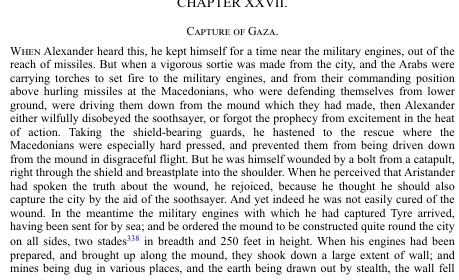 CHAPTER XXVII.
CAPTURE OF GAZA.
WHEN Alexander heard this, he kept himself for a time near the military engines, out of the
reach of missiles. But when a vigorous sortie was made from the city, and the Arabs were
carrying torches to set fire to the military engines, and from their commanding position
above hurling missiles at the Macedonians, who were defending themselves from lower
ground, were driving them down from the mound which they had made, then Alexander
either wilfully disobeyed the soothsayer, or forgot the prophecy from excitement in the heat
of action. Taking the shield-bearing guards, he hastened to the rescue where the
Macedonians were especially hard pressed, and prevented them from being driven down
from the mound in disgraceful flight. But he was himself wounded by a bolt from a catapult,
right through the shield and breastplate into the shoulder. When he perceived that Aristander
had spoken the truth about the wound, he rejoiced, because he thought he should also
capture the city by the aid of the soothsayer. And yet indeed he was not easily cured of the
wound. In the meantime the military engines with which he had captured Tyre arrived,
having been sent for by sea; and he ordered the mound to be constructed quite round the city
on all sides, two stades338 in breadth and 250 feet in height. When his engines had been
prepared, and brought up along the mound, they shook down a large extent of wall; and
mines being dug in various places, and the earth being drawn out by stealth, the wall fell